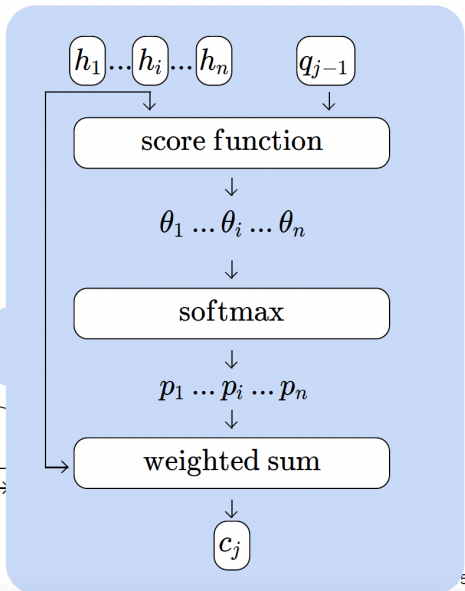 h₁ ... hᵢ ... hₙ qⱼ₋₁
score function
θ₁ ... θᵢ ... θₙ
softmax
p₁ ... pᵢ ... pₙ
weighted sum
cⱼ
5